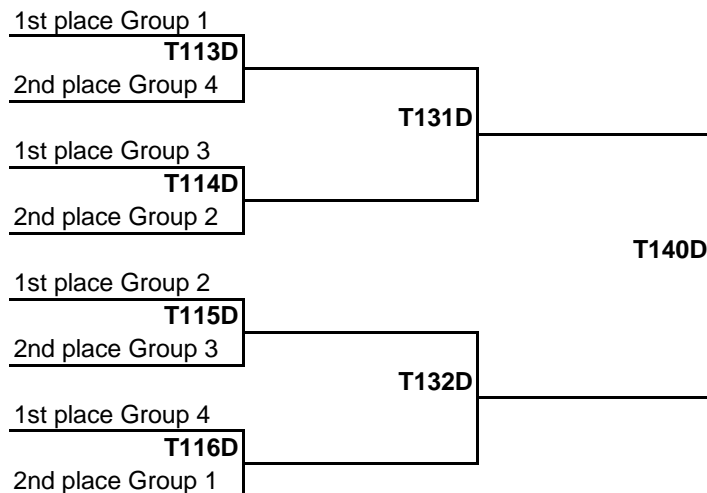 1st place Group 1
T113D
2nd place Group 4
T131D
1st place Group 3
T114D
2nd place Group 2
T140D
1st place Group 2
T115D
2nd place Group 3
T132D
1st place Group 4
T116D
2nd place Group 1